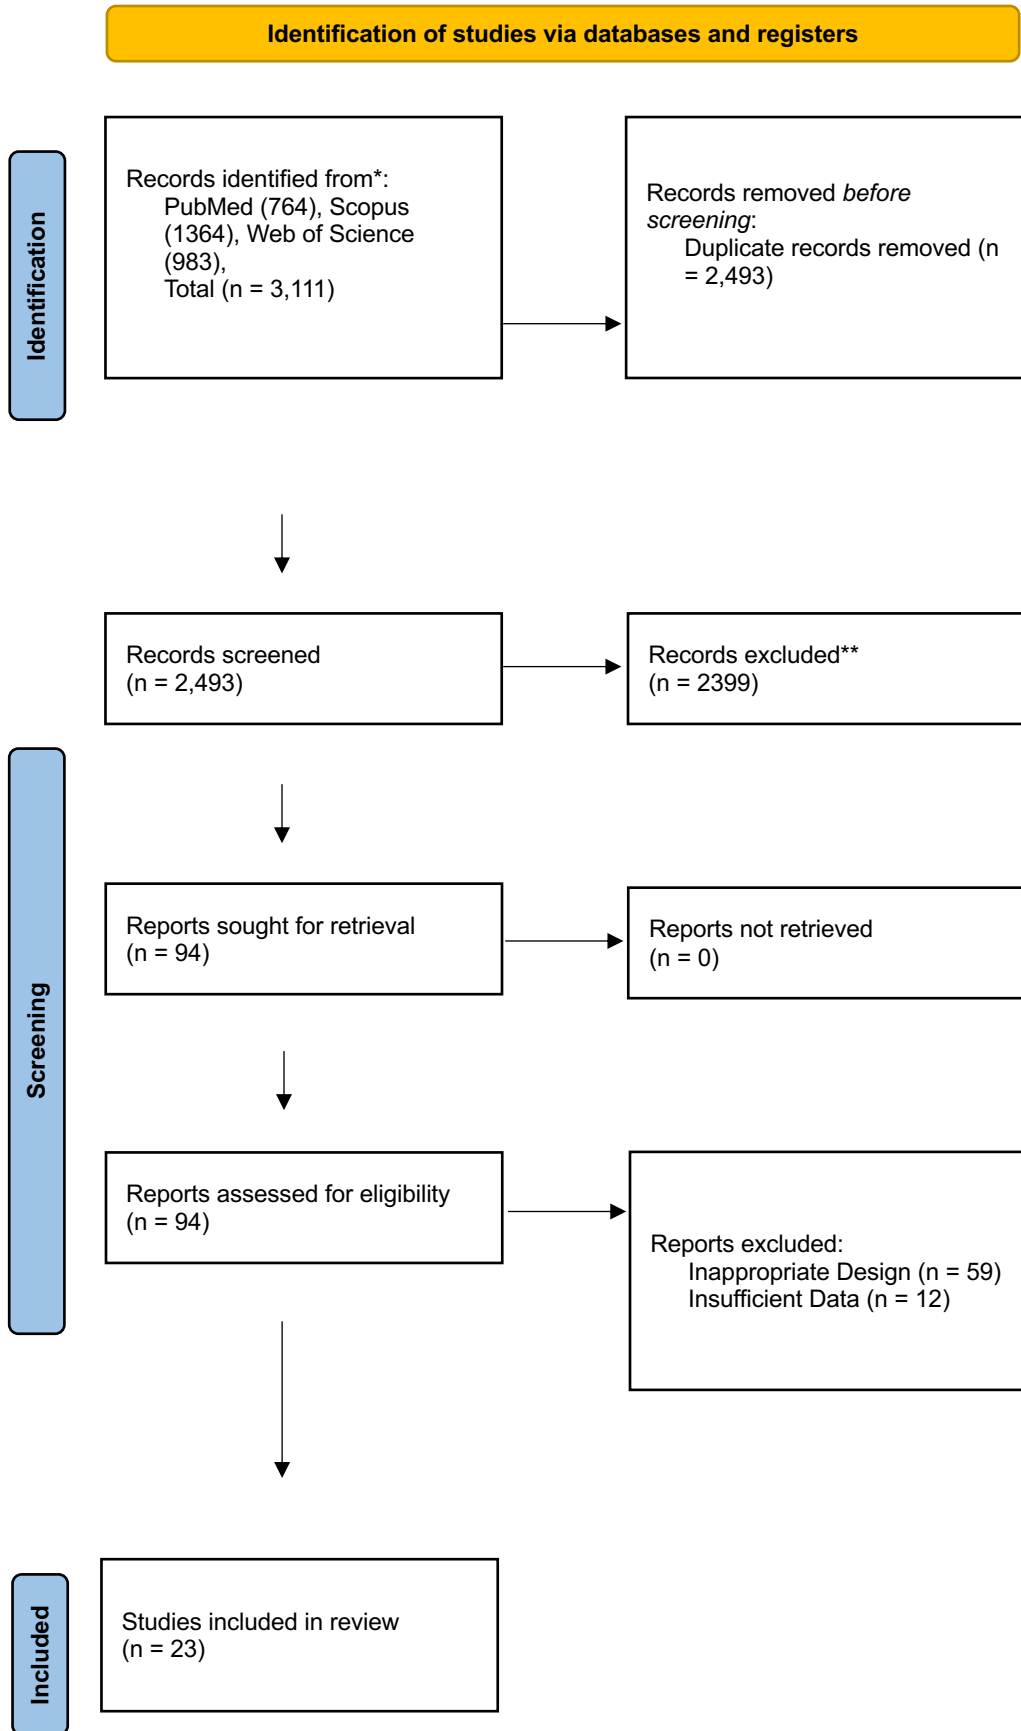 Identification of studies via databases and registers
Identification
Records identified from*:
PubMed (764), Scopus
(1364), Web of Science
(983),
Total (n = 3,111)
Records removed before
screening:
Duplicate records removed (n
= 2,493)
Records screened
(n = 2,493)
Records excluded**
(n = 2399)
Screening
Reports sought for retrieval
(n = 94)
Reports not retrieved
(n = 0)
Reports assessed for eligibility
(n = 94)
Reports excluded:
Inappropriate Design (n = 59)
Insufficient Data (n = 12)
Included
Studies included in review
(n = 23)